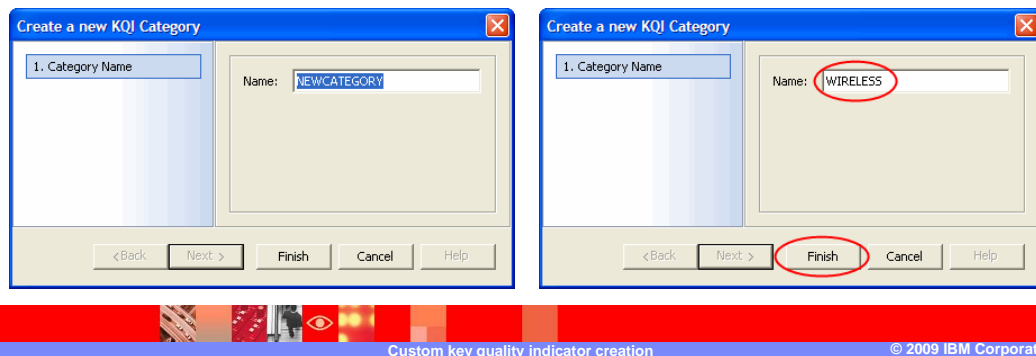 Create a new KQI Category
1. Category Name
Name: NEWCATEGORY
<Back Next > Finish Cancel Help
Create a new KQI Category
1. Category Name
Name: WIRELESS
<Back Next > Finish Cancel Help
Custom key quality indicator creation
© 2009 IBM Corporat